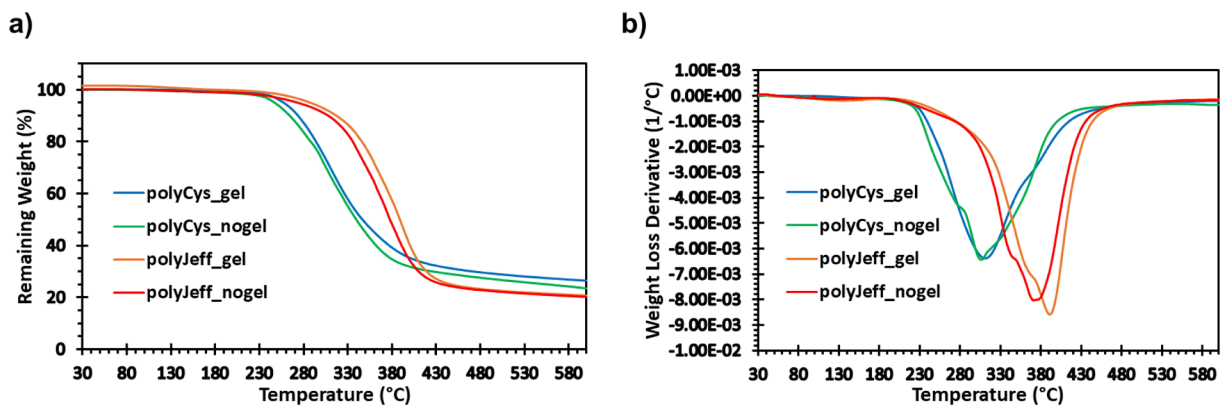 a)
Remaining Weight (%)
100
80
60
40
20
0
polyCys_gel
polyCys_nogel
polyJeff_gel
polyJeff_nogel
30 80 130 180 230 280 330 380 430 480 530 580
Temperature (°C)
b)
Weight Loss Derivative (1/°C)
1.00E-03
0.00E+00
-1.00E-03
-2.00E-03
-3.00E-03
-4.00E-03
-5.00E-03
-6.00E-03
-7.00E-03
-8.00E-03
-9.00E-03
-1.00E-02
polyCys_gel
polyCys_nogel
polyJeff_gel
polyJeff_nogel
30 80 130 180 230 280 330 380 430 480 530 580
Temperature (°C)